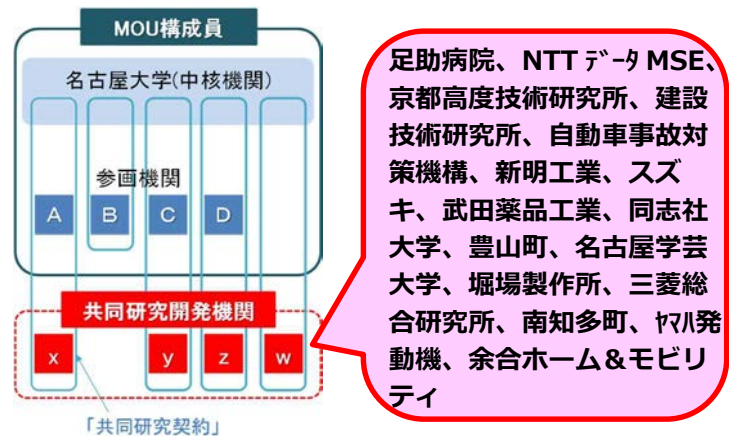 MOU構成員
名古屋大学(中核機関)
参画機関
A
B
C
D
共同研究開発機関
x
y
z
w
「共同研究契約」
足助病院、NTT ﾃﾞｰﾀ MSE、
京都高度技術研究所、建設
技術研究所、自動車事故対
策機構、新明工業、スズ
キ、武田薬品工業、同志社
大学、豊山町、名古屋学芸
大学、堀場製作所、三菱総
合研究所、南知多町、ﾔﾏﾊ発
動機、余合ホーム＆モビリ
ティ